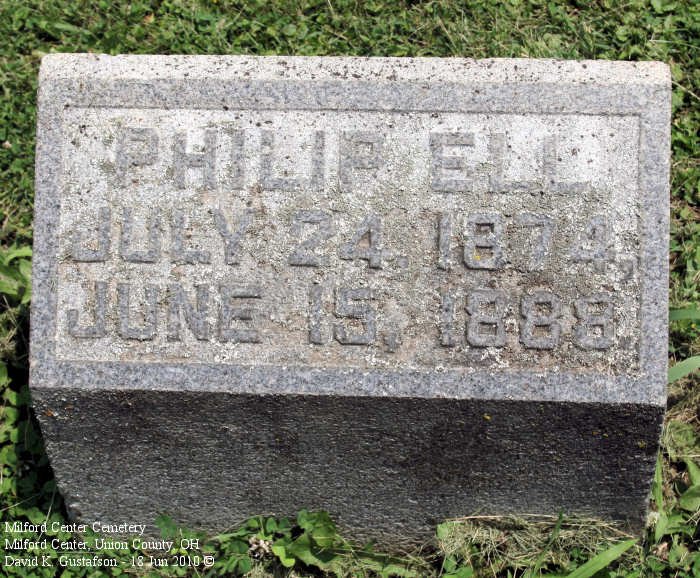 PHILIP ELL
JULY 24, 1874,
JUNE 15, 1888.
Milford Center Cemetery
Milford Center, Union County, OH
David K. Gustafson - 18 Jun 2010 ©